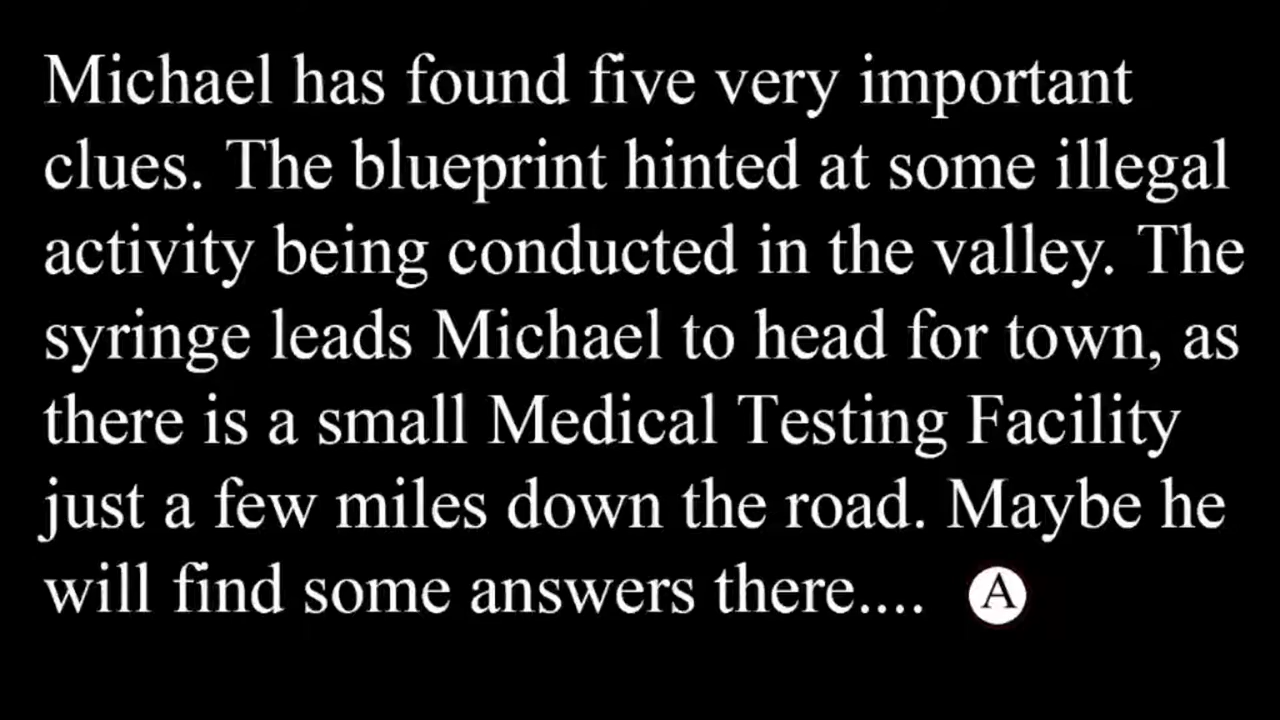 Michael has found five very important
clues. The blueprint hinted at some illegal
activity being conducted in the valley. The
syringe leads Michael to head for town, as
there is a small Medical Testing Facility
just a few miles down the road. Maybe he
will find some answers there.... A